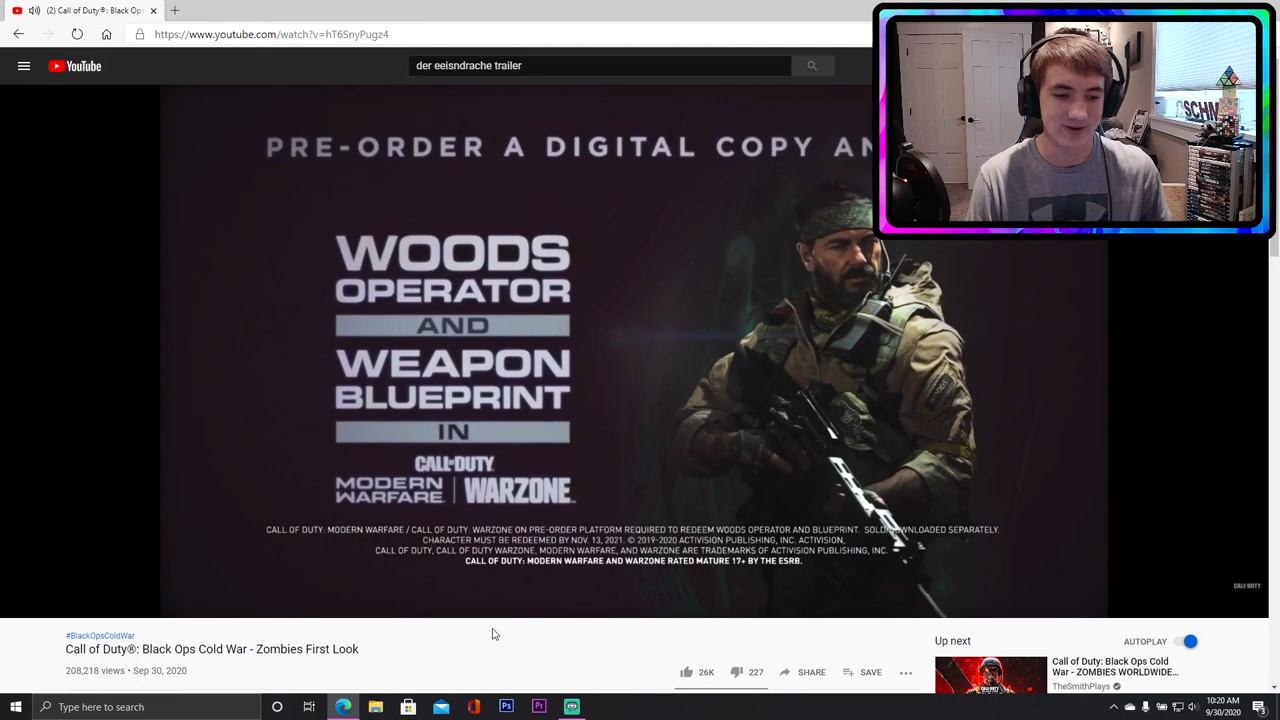 (2) Call of Duty®: Black Op
https://www.youtube.com/watch?v=hT6SnyPugz4
YouTube
der eeisndrache trailer
SCHM
PRE-ORDER A DIGITAL COPY AN
WOODS
OPERATOR
AND
WEAPON
BLUEPRINT
IN
CALL OF DUTY
MODERN
WARFARE | WARZONE
WOODS
CALL OF DUTY: MODERN WARFARE / CALL OF DUTY: WARZONE ON PRE-ORDER PLATFORM REQUIRED TO REDEEM WOODS OPERATOR AND BLUEPRINT. SOLD/DOWNLOADED SEPARATELY.
CHARACTER MUST BE REDEEMED BY NOV. 13, 2021. © 2019-2020 ACTIVISION PUBLISHING, INC. ACTIVISION,
CALL OF DUTY, CALL OF DUTY WARZONE, MODERN WARFARE, AND WARZONE ARE TRADEMARKS OF ACTIVISION PUBLISHING, INC.
CALL OF DUTY: MODERN WARFARE AND WARZONE RATED MATURE 17+ BY THE ESRB.
CALL OF DUTY
#BlackOpsColdWar
Call of Duty®: Black Ops Cold War - Zombies First Look
208,218 views • Sep 30, 2020
26K 227 SHARE SAVE
Up next AUTOPLAY
Call of Duty: Black Ops Cold
War - ZOMBIES WORLDWIDE...
TheSmithPlays
Type here to search
10:20 AM
9/30/2020